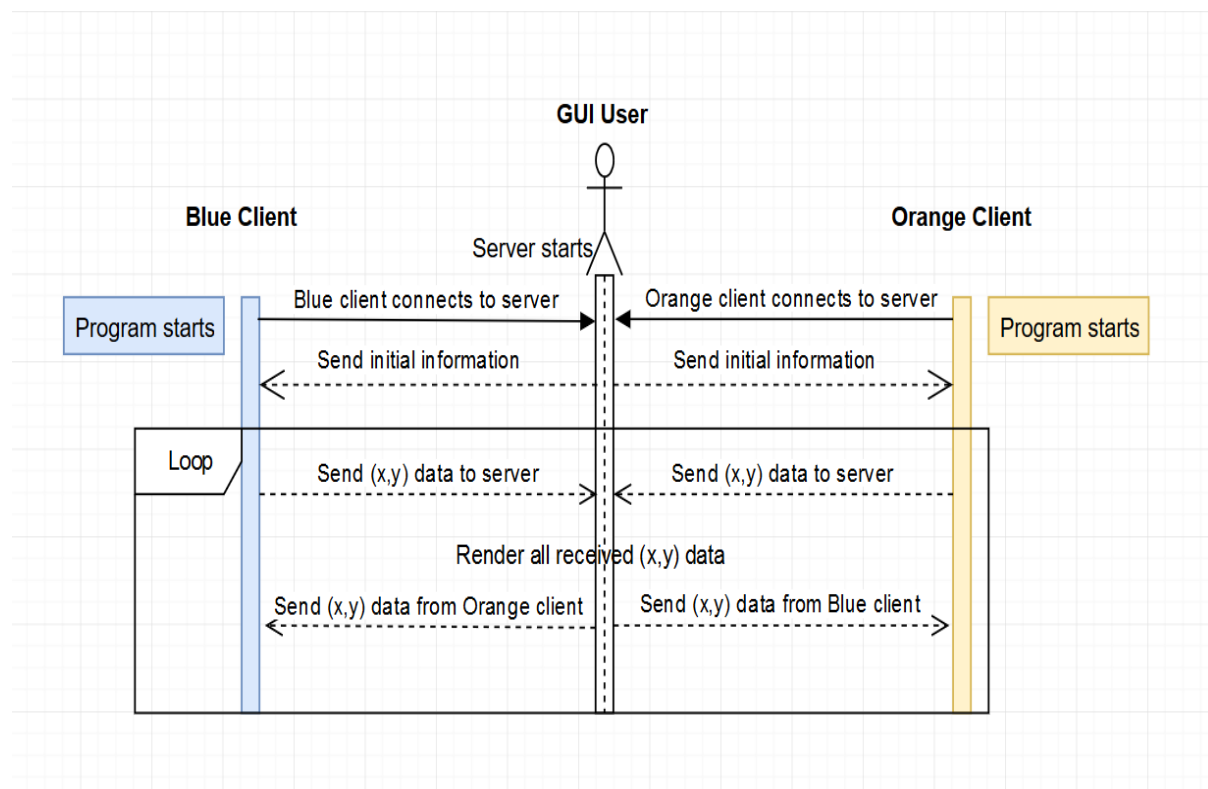 GUI User
Blue Client
Orange Client
Server starts
Blue client connects to server
Orange client connects to server
Program starts
Program starts
Send initial information
Send initial information
Loop
Send (x,y) data to server
Send (x,y) data to server
Render all received (x,y) data
Send (x,y) data from Orange client
Send (x,y) data from Blue client